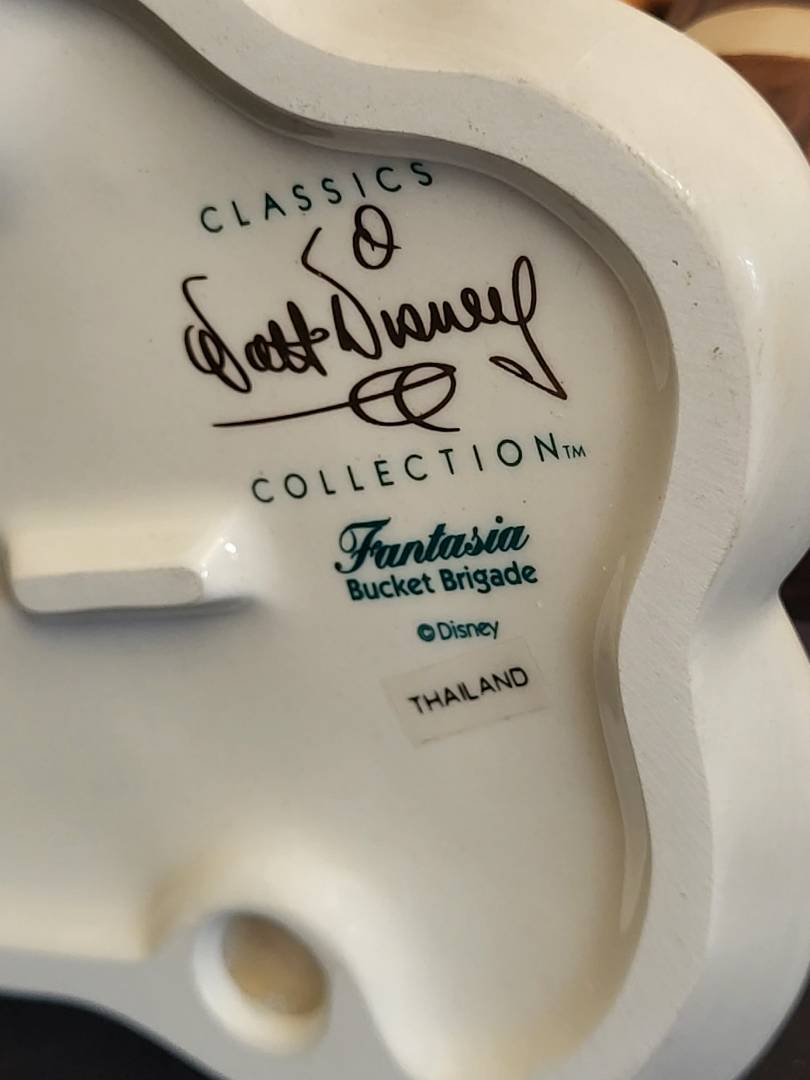 CLASSICS
Walt Disney
COLLECTION™
Fantasia
Bucket Brigade
©Disney
THAILAND